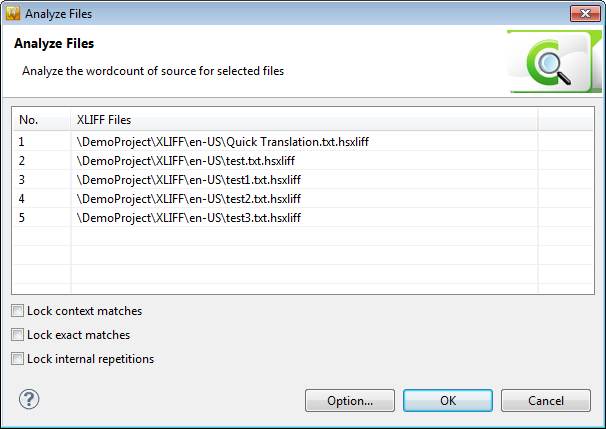 Analyze Files
Analyze Files
Analyze the wordcount of source for selected files
No. XLIFF Files
1 \DemoProject\XLIFF\en-US\Quick Translation.txt.hsxliff
2 \DemoProject\XLIFF\en-US\test.txt.hsxliff
3 \DemoProject\XLIFF\en-US\test1.txt.hsxliff
4 \DemoProject\XLIFF\en-US\test2.txt.hsxliff
5 \DemoProject\XLIFF\en-US\test3.txt.hsxliff
Lock context matches
Lock exact matches
Lock internal repetitions
? Option... OK Cancel